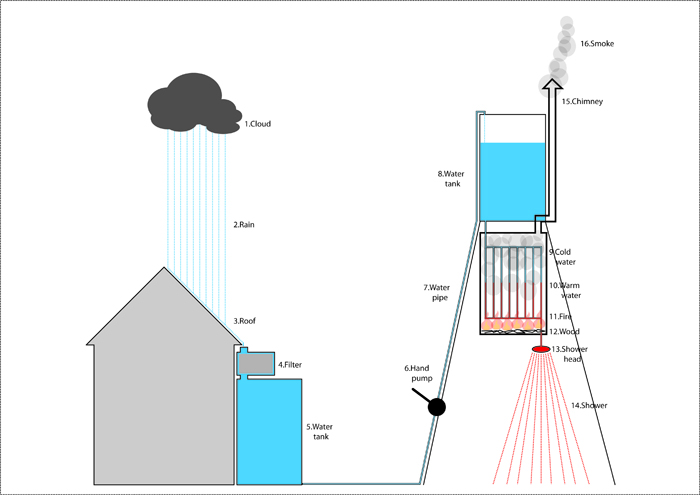 1.Cloud
2.Rain
3.Roof
4.Filter
5.Water
tank
6.Hand
pump
7.Water
pipe
8.Water
tank
9.Cold
water
10.Warm
water
11.Fire
12.Wood
13.Shower
head
14.Shower
15.Chimney
16.Smoke